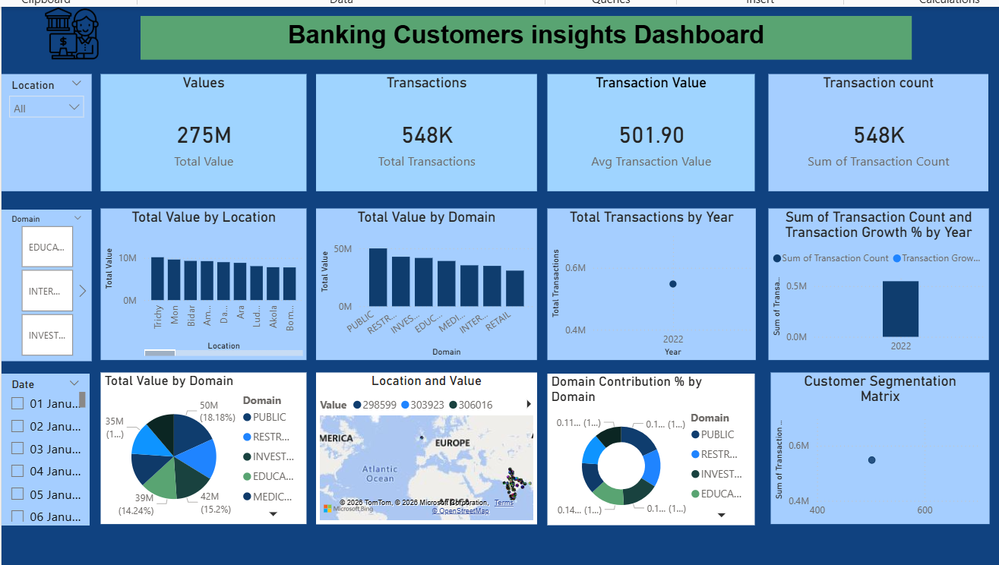 Clipboard
Data
Queries
Insert
Calculations
$
Banking Customers insights Dashboard
Location
All
Values
275M
Total Value
Transactions
548K
Total Transactions
Transaction Value
501.90
Avg Transaction Value
Transaction count
548K
Sum of Transaction Count
Domain
EDUCA...
INTER...
INVEST...
Total Value by Location
Total Value
10M
0M
Trichy
Mon
Bidar
Am...
Da...
Ara
Lud...
Akola
Bom...
Location
Total Value by Domain
Total Value
50M
0M
PUBLIC
RESTR...
INVES...
EDUC...
MEDI...
INTER...
RETAIL
Domain
Total Transactions by Year
Total Transactions
0.6M
0.4M
2022
Year
Sum of Transaction Count and
Transaction Growth % by Year
Sum of Transaction Count
Transaction Grow...
Sum of Transa...
0.5M
0.0M
2022
Date
01 Janu...
02 Janu...
03 Janu...
04 Janu...
05 Janu...
06 Janu...
Total Value by Domain
50M
(18.18%)
35M
(1...)
39M
(14.24%)
42M
(15.2%)
Domain
PUBLIC
RESTR...
INVEST...
EDUCA...
MEDIC...
Location and Value
Value
298599
303923
306016
MERICA
EUROPE
Atlantic
Ocean
AFRICA
© 2026 TomTom, © 2026 Microsoft Corporation,
Terms
© OpenStreetMap
Microsoft Bing
Domain Contribution % by
Domain
0.11... (1...)
0.1... (1...)
0.14... (1...)
0.1... (1...)
Domain
PUBLIC
RESTR...
INVEST...
EDUCA...
Customer Segmentation
Matrix
Sum of Transaction ...
0.6M
0.4M
400
600